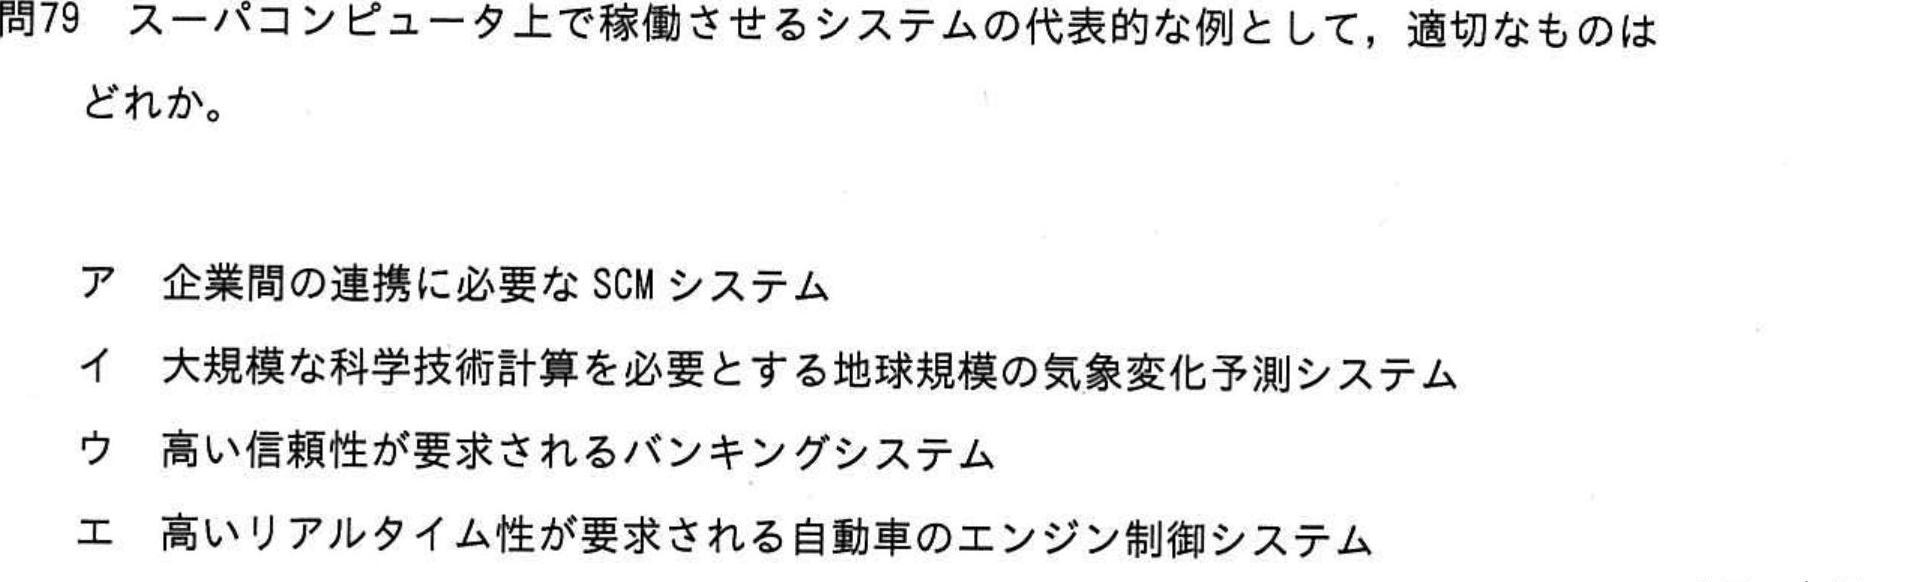 問79　スーパコンピュータ上で稼働させるシステムの代表的な例として，適切なものは
どれか。
ア　企業間の連携に必要な SCM システム
イ　大規模な科学技術計算を必要とする地球規模の気象変化予測システム
ウ　高い信頼性が要求されるバンキングシステム
エ　高いリアルタイム性が要求される自動車のエンジン制御システム